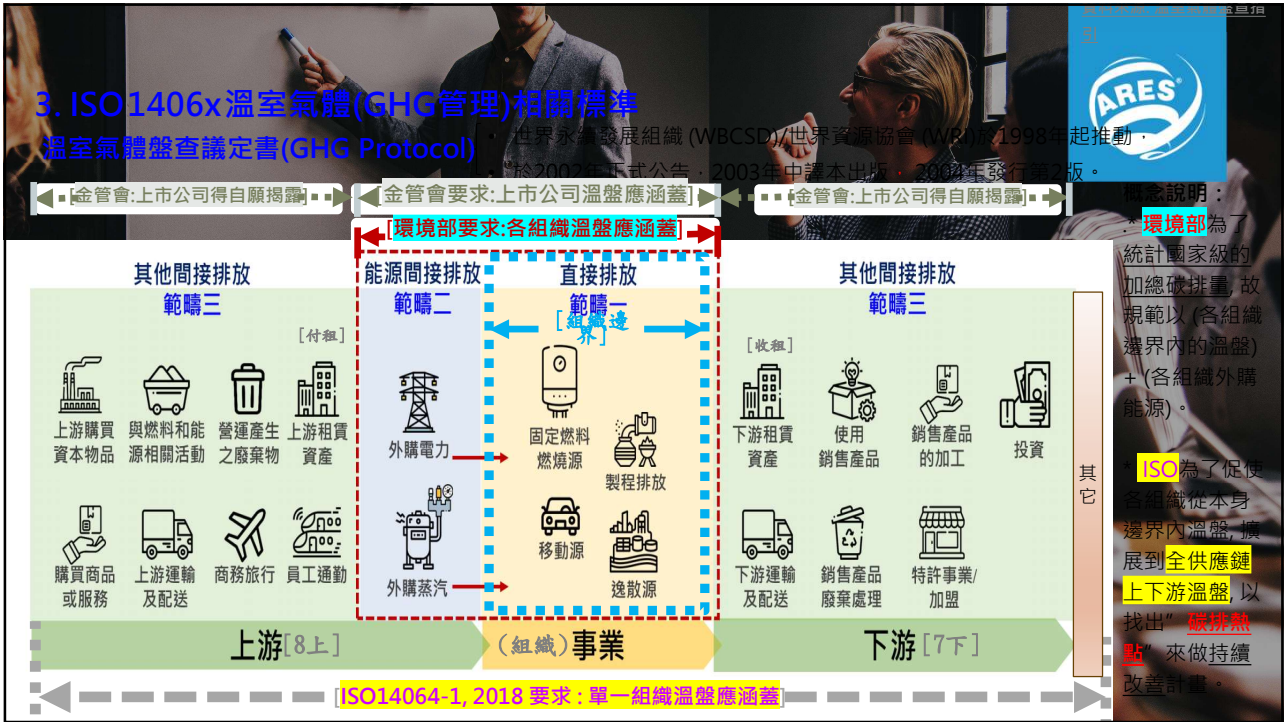 ARES
3. ISO1406x溫室氣體(GHG管理)相關標準
溫室氣體盤查議定書(GHG Protocol)
• 世界永續發展組織 (WBCSD)/世界資源協會 (WRI)於1998年起推動，
• 於2002年正式公告，2003年中譯本出版，2004年發行第2版。
[金管會:上市公司得自願揭露]
[金管會要求:上市公司溫盤應涵蓋]
[金管會:上市公司得自願揭露]
[環境部要求:各組織溫盤應涵蓋]
其他間接排放
範疇三
能源間接排放
範疇二
直接排放
範疇一
其他間接排放
範疇三
[組織邊
界]
[付租]
[收租]
上游購買
資本物品
與燃料和能
源相關活動
營運產生
之廢棄物
上游租賃
資產
外購電力
固定燃料
燃燒源
製程排放
下游租賃
資產
使用
銷售產品
銷售產品
的加工
投資
購買商品
或服務
上游運輸
及配送
商務旅行
員工通勤
外購蒸汽
移動源
逸散源
下游運輸
及配送
銷售產品
廢棄處理
特許事業/
加盟
其
它
上游[8上]
(組織)事業
下游[7下]
[ISO14064-1, 2018 要求 : 單一組織溫盤應涵蓋]
概念說明：
* 環境部為了
統計國家級的
加總碳排量, 故
規範以 (各組織
邊界內的溫盤)
+ (各組織外購
能源)。
* ISO為了促使
各組織從本身
邊界內溫盤, 擴
展到全供應鏈
上下游溫盤, 以
找出" 碳排熱
點" 來做持續
改善計畫。